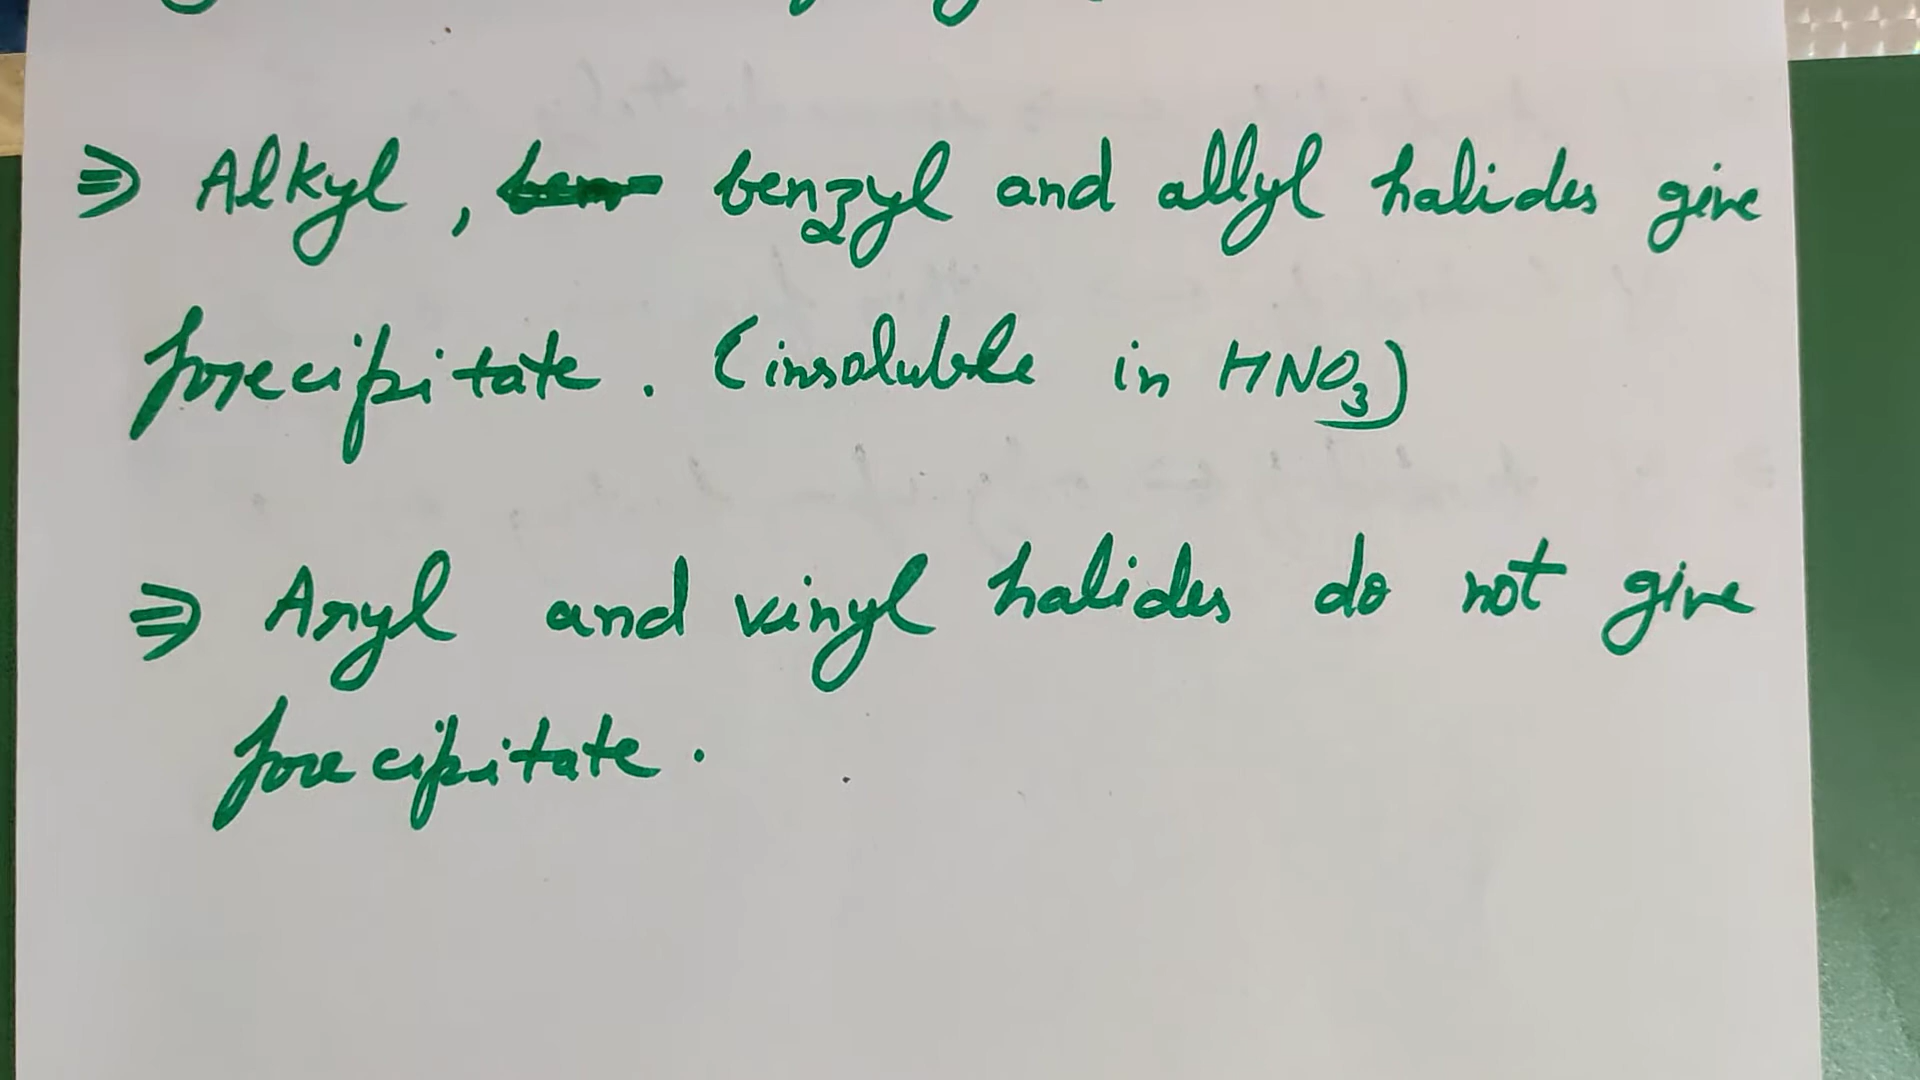 ⇒ Alkyl, benzyl and allyl halides give
precipitate. (insoluble in HNO₃)
⇒ Aryl and vinyl halides do not give
precipitate.